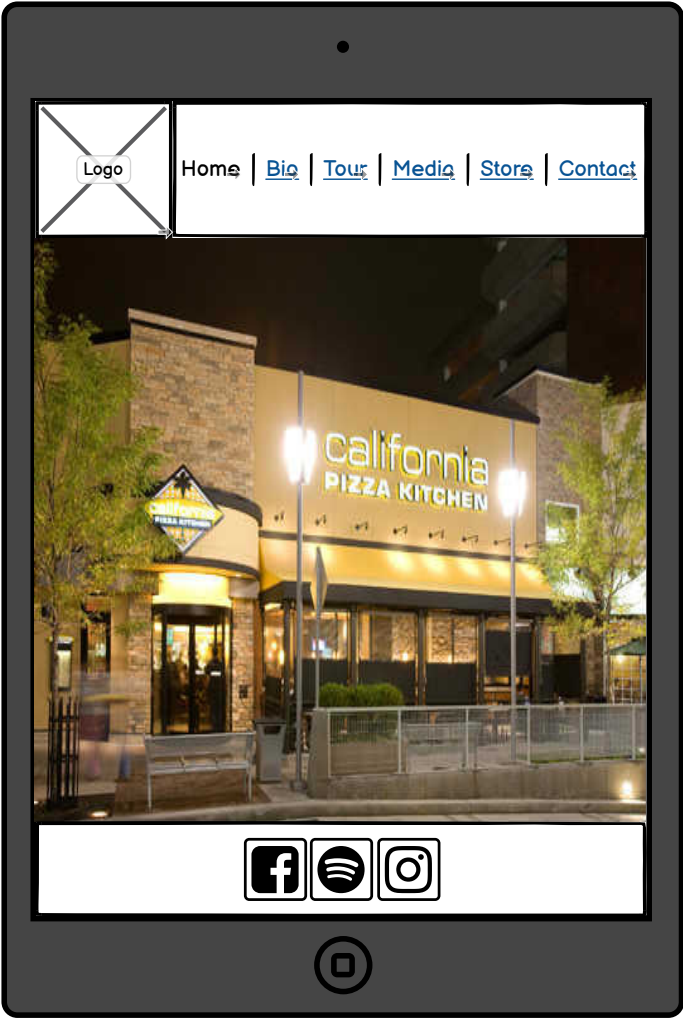 Logo
Home | Bio | Tour | Media | Store | Contact
california
PIZZA KITCHEN
california
PIZZA KITCHEN